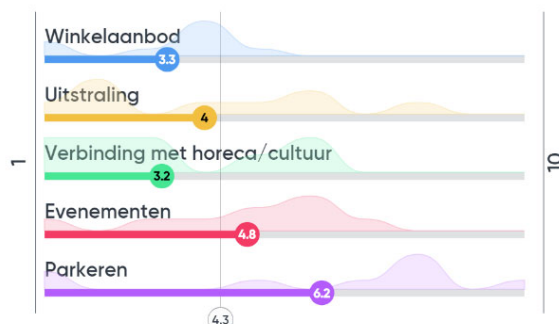 Winkelaanbod
3.3
Uitstraling
4
Verbinding met horeca/cultuur
3.2
Evenementen
4.8
Parkeren
6.2
1
10
4.3